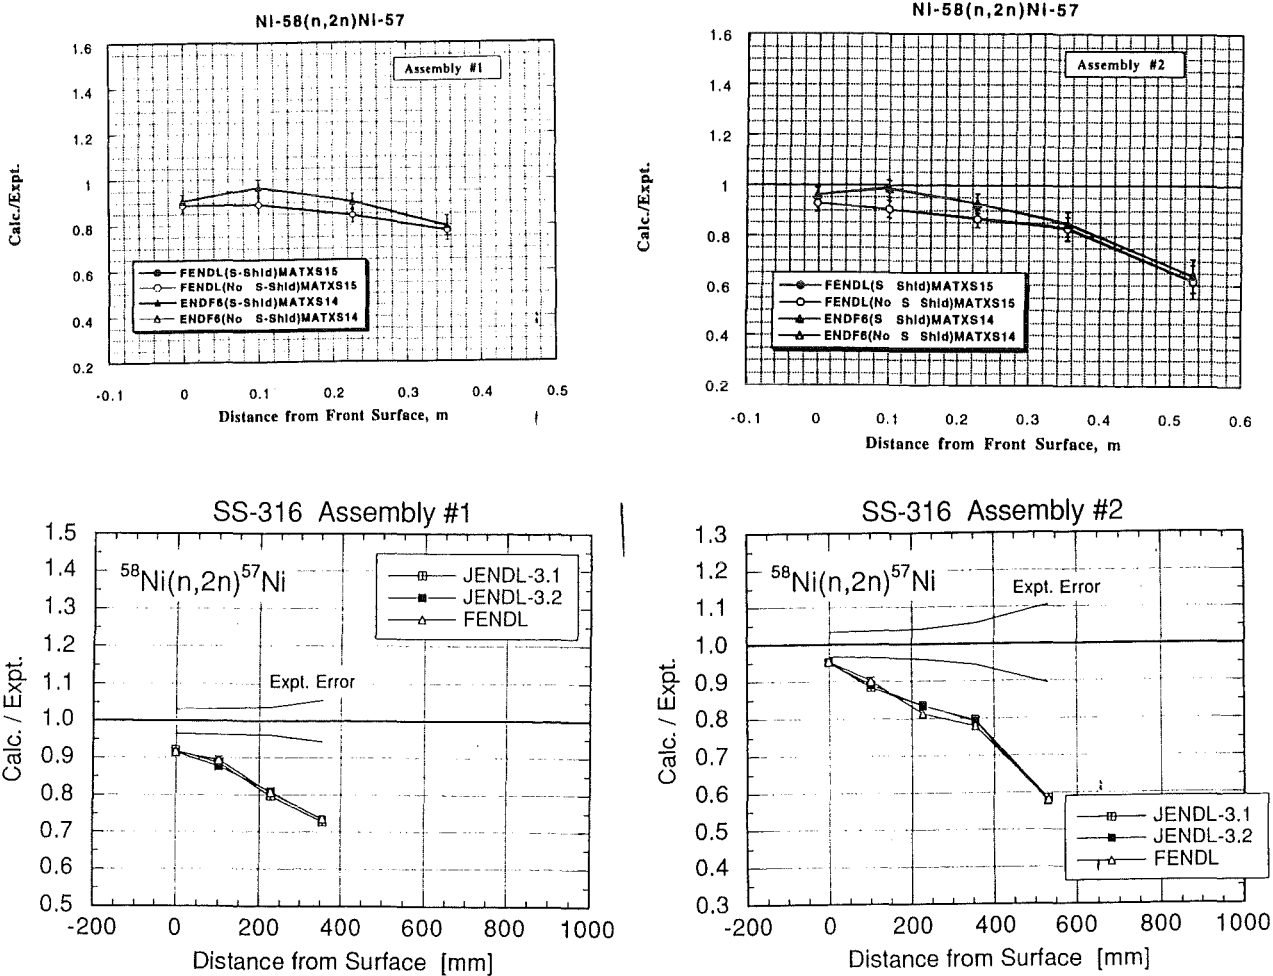 Ni-58(n,2n)Ni-57
1.6
1.4
1.2
1
0.8
0.6
0.4
0.2
Calc./Expt.
Assembly #1
FENDL(S-Shld)MATXS15
FENDL(No S-Shld)MATXS15
ENDF6(S-Shld)MATXS14
ENDF6(No S-Shld)MATXS14
-0.1 0 0.1 0.2 0.3 0.4 0.5
Distance from Front Surface, m
Ni-58(n,2n)Ni-57
1.6
1.4
1.2
1
0.8
0.6
0.4
0.2
Calc./Expt.
Assembly #2
FENDL(S Shld)MATXS15
FENDL(No S Shld)MATXS15
ENDF6(S Shld)MATXS14
ENDF6(No S Shld)MATXS14
-0.1 0 0.1 0.2 0.3 0.4 0.5 0.6
Distance from Front Surface, m
SS-316 Assembly #1
1.5
1.4
1.3
1.2
1.1
1.0
0.9
0.8
0.7
0.6
0.5
Calc. / Expt.
⁵⁸Ni(n,2n)⁵⁷Ni
JENDL-3.1
JENDL-3.2
FENDL
Expt. Error
-200 0 200 400 600 800 1000
Distance from Surface [mm]
SS-316 Assembly #2
1.3
1.2
1.1
1.0
0.9
0.8
0.7
0.6
0.5
0.4
0.3
Calc. / Expt.
⁵⁸Ni(n,2n)⁵⁷Ni
Expt. Error
JENDL-3.1
JENDL-3.2
FENDL
-200 0 200 400 600 800 1000
Distance from Surface [mm]